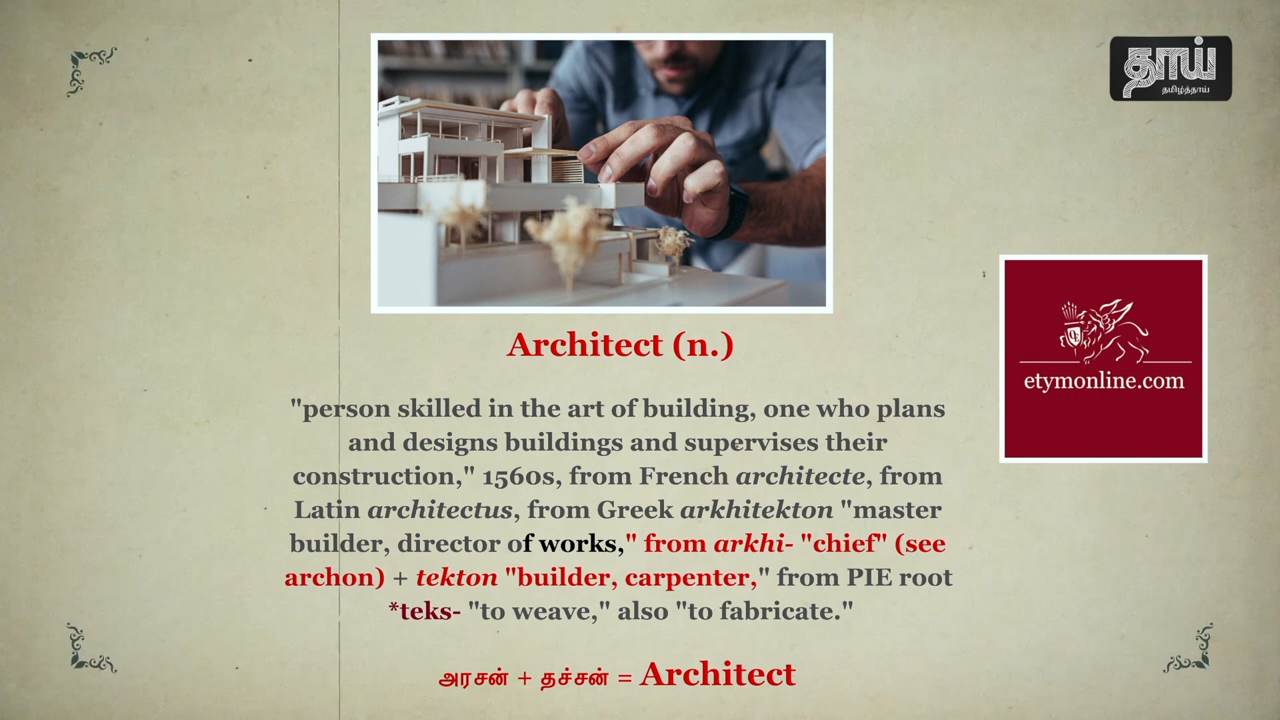 தாய்
தமிழ்த்தாய்
etymonline.com
Architect (n.)
"person skilled in the art of building, one who plans
and designs buildings and supervises their
construction," 1560s, from French architecte, from
Latin architectus, from Greek arkhitekton "master
builder, director of works," from arkhi- "chief" (see
archon) + tekton "builder, carpenter," from PIE root
*teks- "to weave," also "to fabricate."
அரசன் + தச்சன் = Architect